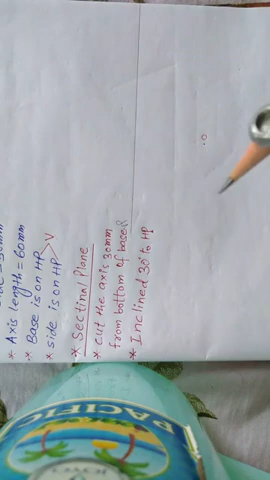 * Axis length = 60mm
* Base is on HP
* side is on HP > V
* Sectinal Plane
* cut the axis 30mm
from bottom of base &
* Inclined 30° to HP
PACIFIC